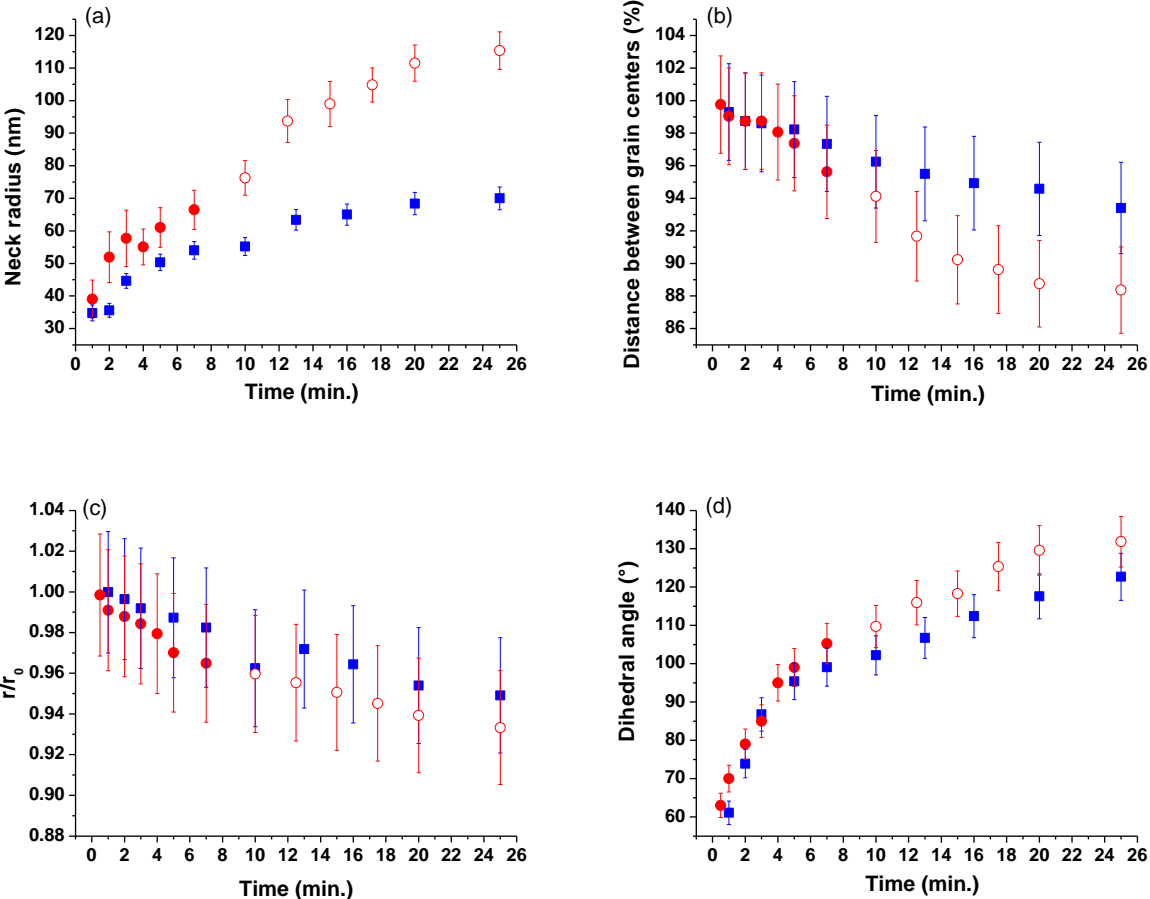 (a)
Neck radius (nm)
120
110
100
90
80
70
60
50
40
30
0 2 4 6 8 10 12 14 16 18 20 22 24 26
Time (min.)
(b)
Distance between grain centers (%)
104
102
100
98
96
94
92
90
88
86
0 2 4 6 8 10 12 14 16 18 20 22 24 26
Time (min.)
(c)
r/r0
1.04
1.02
1.00
0.98
0.96
0.94
0.92
0.90
0.88
0 2 4 6 8 10 12 14 16 18 20 22 24 26
Time (min.)
(d)
Dihedral angle (°)
140
130
120
110
100
90
80
70
60
0 2 4 6 8 10 12 14 16 18 20 22 24 26
Time (min.)